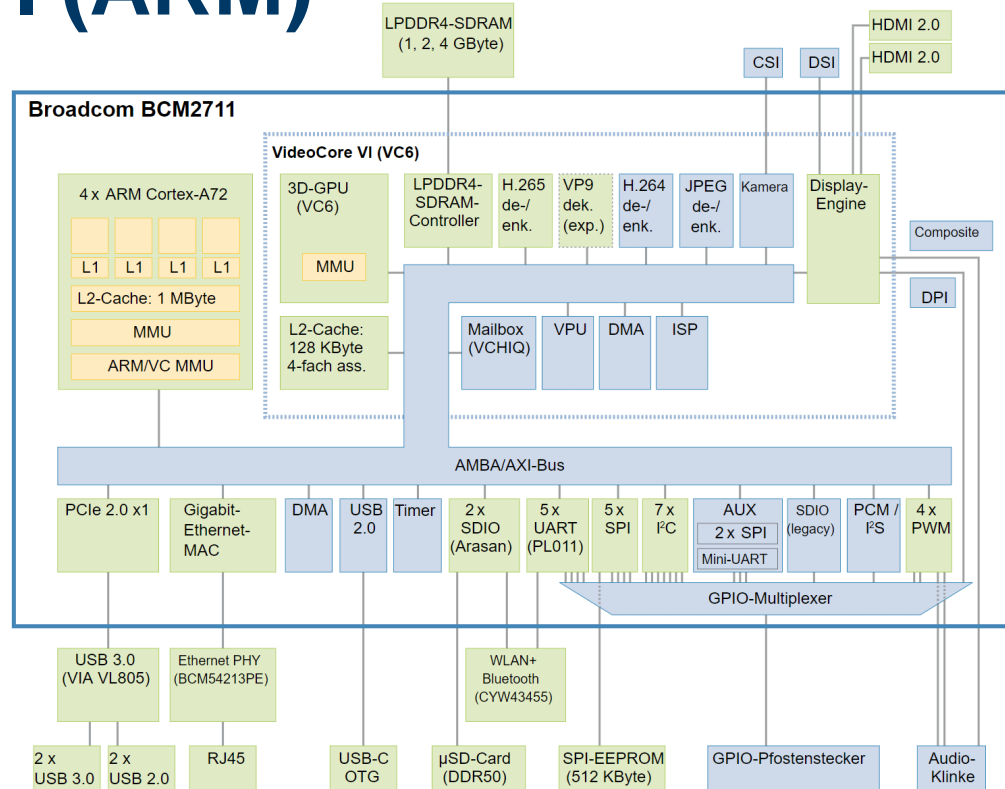 (ARM)
LPDDR4-SDRAM
(1, 2, 4 GByte)
HDMI 2.0
HDMI 2.0
CSI
DSI
Broadcom BCM2711
VideoCore VI (VC6)
4 x ARM Cortex-A72
L1
L1
L1
L1
L2-Cache: 1 MByte
MMU
ARM/VC MMU
3D-GPU
(VC6)
MMU
LPDDR4-
SDRAM-
Controller
H.265
de-/
enk.
VP9
dek.
(exp.)
H.264
de-/
enk.
JPEG
de-/
enk.
Kamera
Display-
Engine
Composite
DPI
L2-Cache:
128 KByte
4-fach ass.
Mailbox
(VCHIQ)
VPU
DMA
ISP
AMBA/AXI-Bus
PCIe 2.0 x1
Gigabit-
Ethernet-
MAC
DMA
USB
2.0
Timer
2 x
SDIO
(Arasan)
5 x
UART
(PL011)
5 x
SPI
7 x
I²C
AUX
2 x SPI
Mini-UART
SDIO
(legacy)
PCM /
I²S
4 x
PWM
GPIO-Multiplexer
USB 3.0
(VIA VL805)
Ethernet PHY
(BCM54213PE)
WLAN+
Bluetooth
(CYW43455)
2 x
USB 3.0
2 x
USB 2.0
RJ45
USB-C
OTG
µSD-Card
(DDR50)
SPI-EEPROM
(512 KByte)
GPIO-Pfostenstecker
Audio-
Klinke